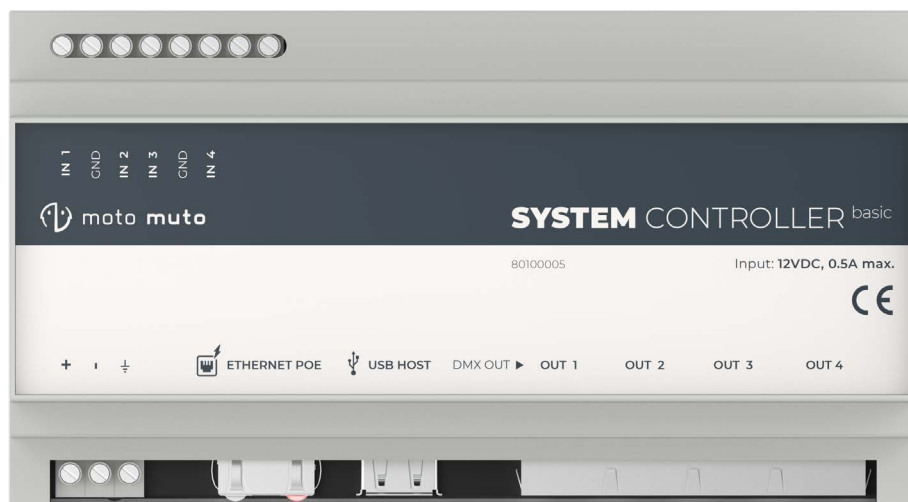 IN 1
GND
IN 2
IN 3
GND
IN 4
moto muto
SYSTEM CONTROLLER basic
80100005
Input: 12VDC, 0.5A max.
CE
+ - ETHERNET POE USB HOST DMX OUT ▶ OUT 1 OUT 2 OUT 3 OUT 4